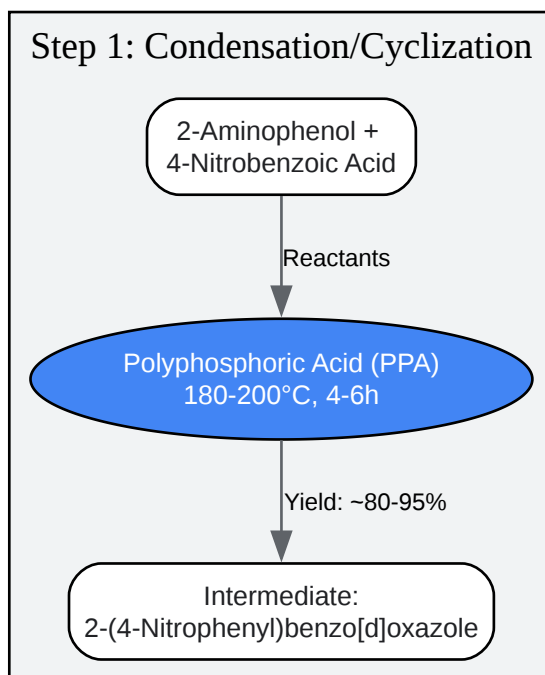 Step 1: Condensation/Cyclization
2-Aminophenol +
4-Nitrobenzoic Acid
Reactants
Polyphosphoric Acid (PPA)
180-200°C, 4-6h
Yield: ~80-95%
Intermediate:
2-(4-Nitrophenyl)benzo[d]oxazole